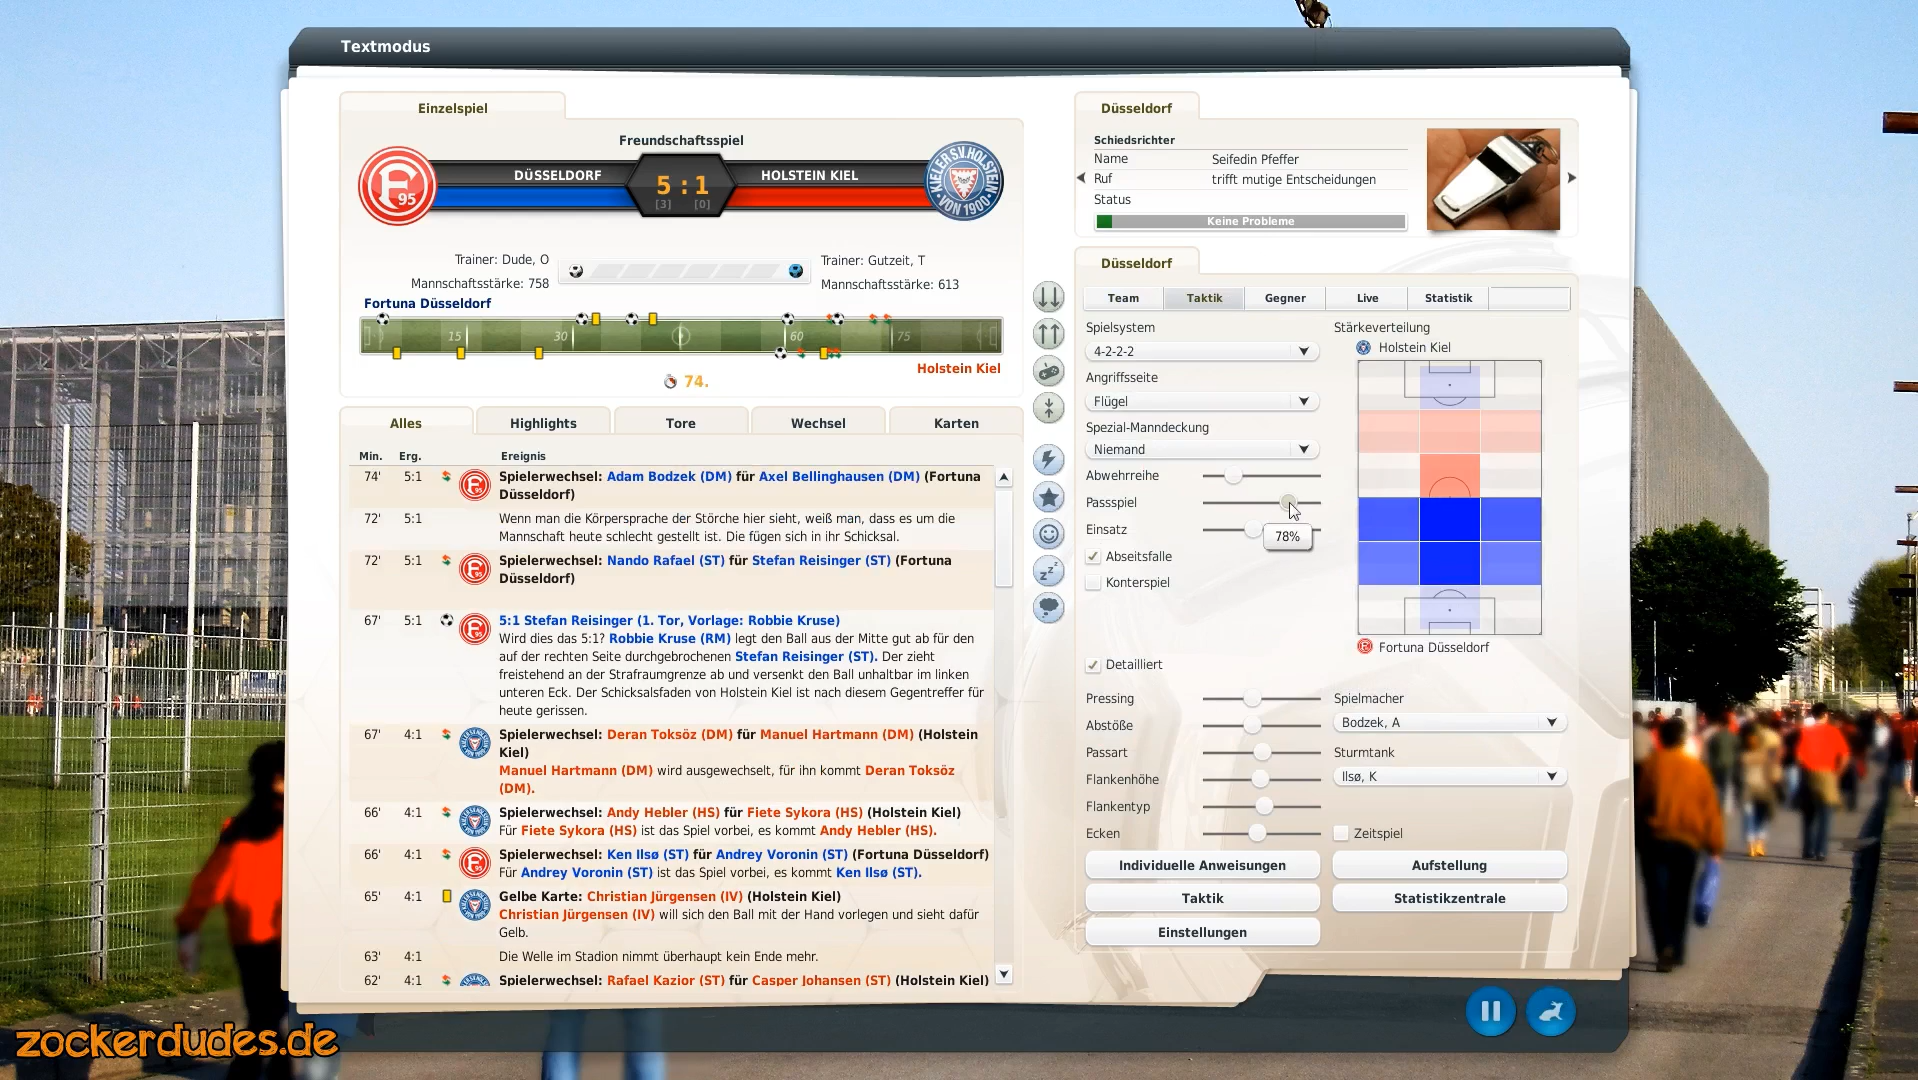 Textmodus
Einzelspiel
Freundschaftsspiel
DÜSSELDORF
5 : 1
HOLSTEIN KIEL
[3] [0]
F 95
KIELER S.V. HOLSTEIN VON 1900
Trainer: Dude, O
Trainer: Gutzeit, T
Mannschaftsstärke: 758
Mannschaftsstärke: 613
Fortuna Düsseldorf
15 30 60 75
Holstein Kiel
74.
Alles
Highlights
Tore
Wechsel
Karten
Min. Erg. Ereignis
74' 5:1 Spielerwechsel: Adam Bodzek (DM) für Axel Bellinghausen (DM) (Fortuna
Düsseldorf)
72' 5:1 Wenn man die Körpersprache der Störche hier sieht, weiß man, dass es um die
Mannschaft heute schlecht gestellt ist. Die fügen sich in ihr Schicksal.
72' 5:1 Spielerwechsel: Nando Rafael (ST) für Stefan Reisinger (ST) (Fortuna
Düsseldorf)
67' 5:1 5:1 Stefan Reisinger (1. Tor, Vorlage: Robbie Kruse)
Wird dies das 5:1? Robbie Kruse (RM) legt den Ball aus der Mitte gut ab für den
auf der rechten Seite durchgebrochenen Stefan Reisinger (ST). Der zieht
freistehend an der Strafraumgrenze ab und versenkt den Ball unhaltbar im linken
unteren Eck. Der Schicksalsfaden von Holstein Kiel ist nach diesem Gegentreffer für
heute gerissen.
67' 4:1 Spielerwechsel: Deran Toksöz (DM) für Manuel Hartmann (DM) (Holstein
Kiel)
Manuel Hartmann (DM) wird ausgewechselt, für ihn kommt Deran Toksöz
(DM).
66' 4:1 Spielerwechsel: Andy Hebler (HS) für Fiete Sykora (HS) (Holstein Kiel)
Für Fiete Sykora (HS) ist das Spiel vorbei, es kommt Andy Hebler (HS).
66' 4:1 Spielerwechsel: Ken Ilsø (ST) für Andrey Voronin (ST) (Fortuna Düsseldorf)
Für Andrey Voronin (ST) ist das Spiel vorbei, es kommt Ken Ilsø (ST).
65' 4:1 Gelbe Karte: Christian Jürgensen (IV) (Holstein Kiel)
Christian Jürgensen (IV) will sich den Ball mit der Hand vorlegen und sieht dafür
Gelb.
63' 4:1 Die Welle im Stadion nimmt überhaupt kein Ende mehr.
62' 4:1 Spielerwechsel: Rafael Kazior (ST) für Casper Johansen (ST) (Holstein Kiel)
Düsseldorf
Schiedsrichter
Name Seifedin Pfeffer
Ruf trifft mutige Entscheidungen
Status
Keine Probleme
Düsseldorf
Team
Taktik
Gegner
Live
Statistik
Spielsystem
4-2-2-2
Angriffsseite
Flügel
Spezial-Manndeckung
Niemand
Abwehrreihe
Passspiel
Einsatz
78%
Abseitsfalle
Konterspiel
Stärkeverteilung
Holstein Kiel
Fortuna Düsseldorf
Detailliert
Pressing
Abstöße
Passart
Flankenhöhe
Flankentyp
Ecken
Spielmacher
Bodzek, A
Sturmtank
Ilsø, K
Zeitspiel
Individuelle Anweisungen
Aufstellung
Taktik
Statistikzentrale
Einstellungen
zockerdudes.de